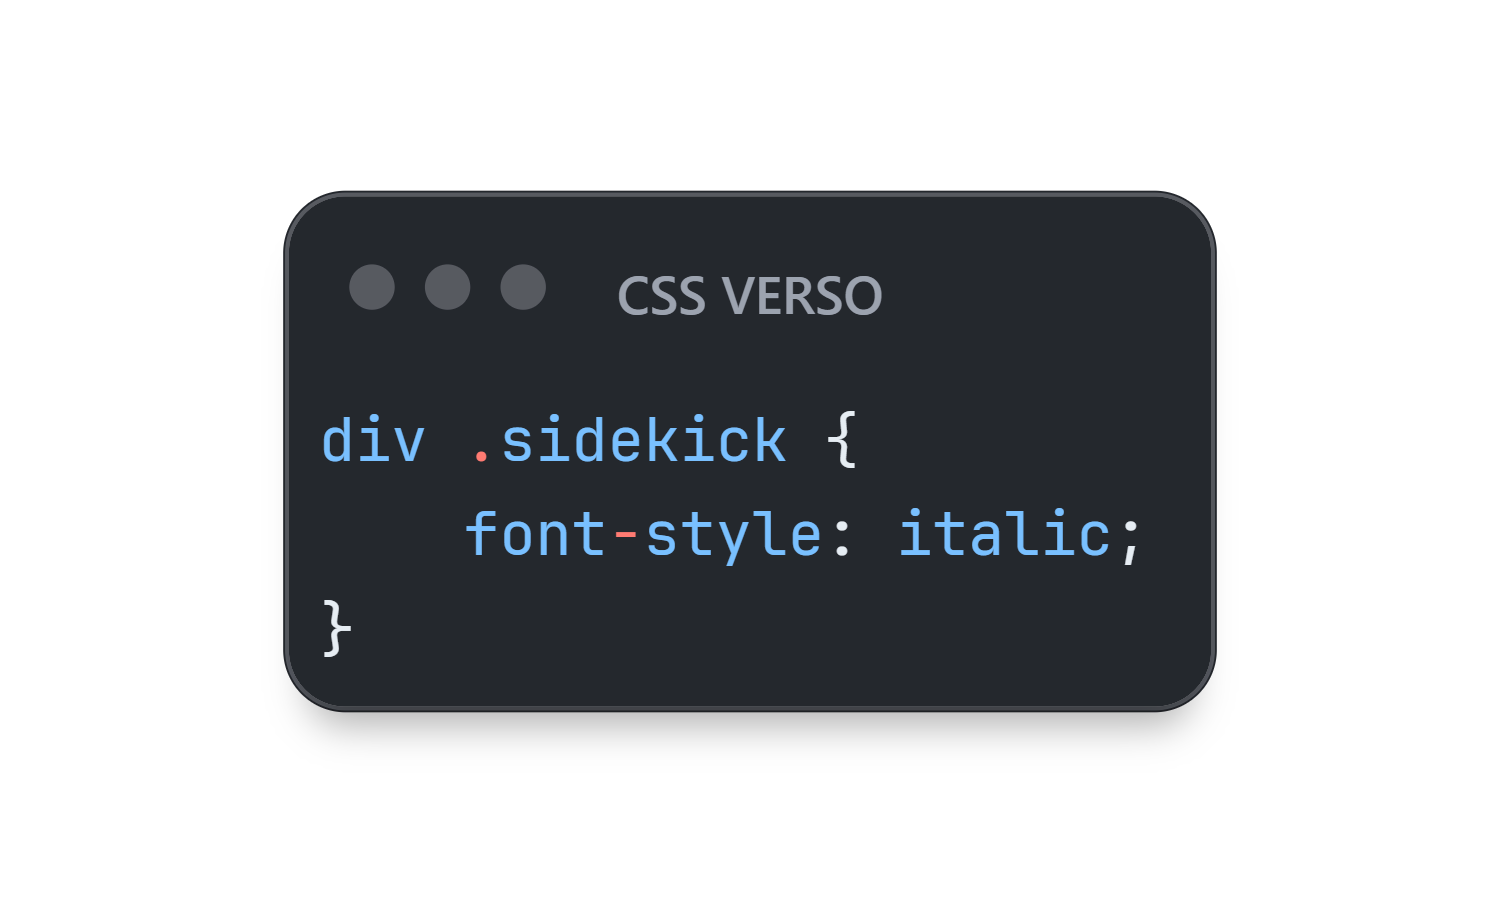 CSS VERSO
div .sidekick {
    font-style: italic;
}